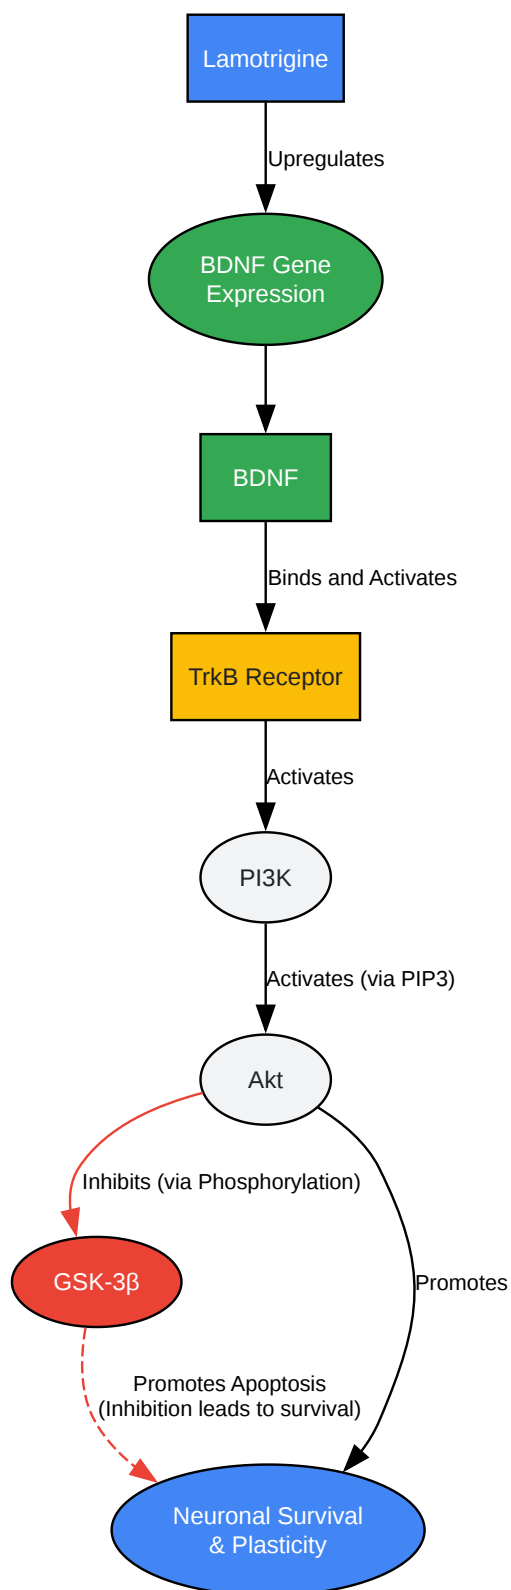 Lamotrigine
Upregulates
BDNF Gene
Expression
BDNF
Binds and Activates
TrkB Receptor
Activates
PI3K
Activates (via PIP3)
Akt
Inhibits (via Phosphorylation)
GSK-3β
Promotes
Promotes Apoptosis
(Inhibition leads to survival)
Neuronal Survival
& Plasticity